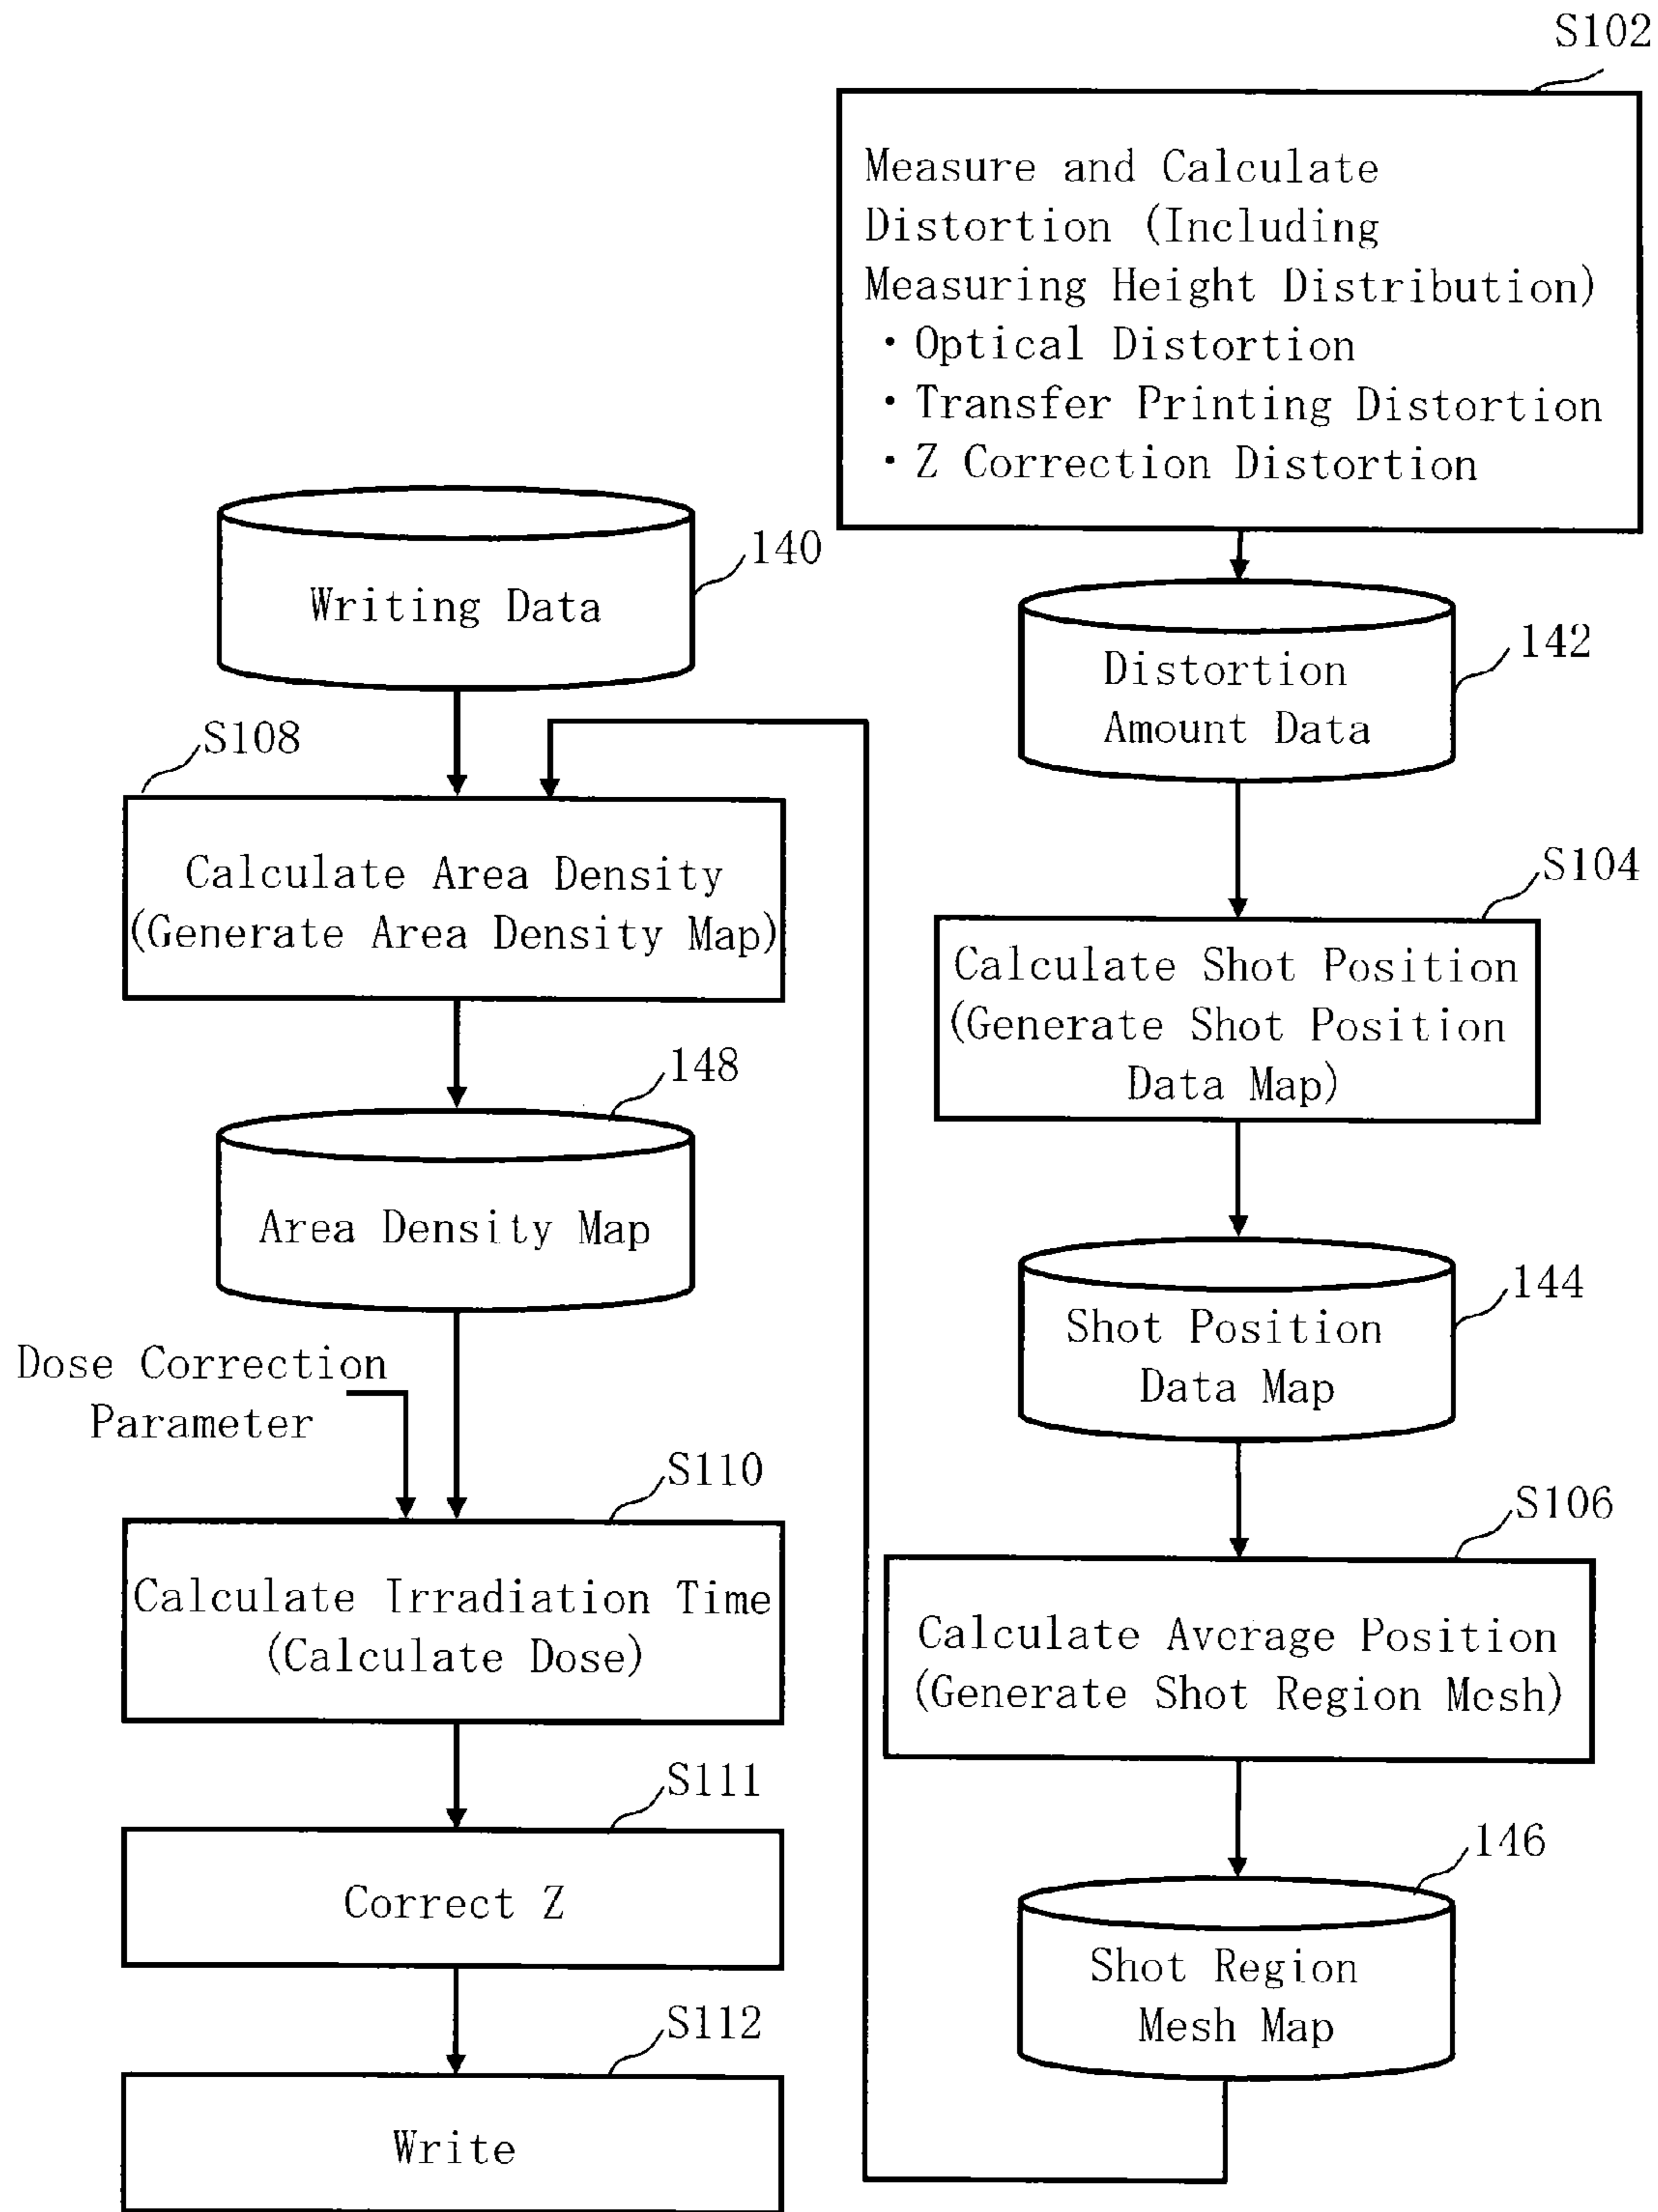 S102
Measure and Calculate
Distortion (Including
Measuring Height Distribution)
・Optical Distortion
・Transfer Printing Distortion
・Z Correction Distortion
140
Writing Data
142
Distortion
Amount Data
S108
Calculate Area Density
(Generate Area Density Map)
S104
Calculate Shot Position
(Generate Shot Position
Data Map)
148
Area Density Map
144
Shot Position
Data Map
Dose Correction
Parameter
S110
Calculate Irradiation Time
(Calculate Dose)
S106
Calculate Average Position
(Generate Shot Region Mesh)
S111
Correct Z
146
Shot Region
Mesh Map
S112
Write